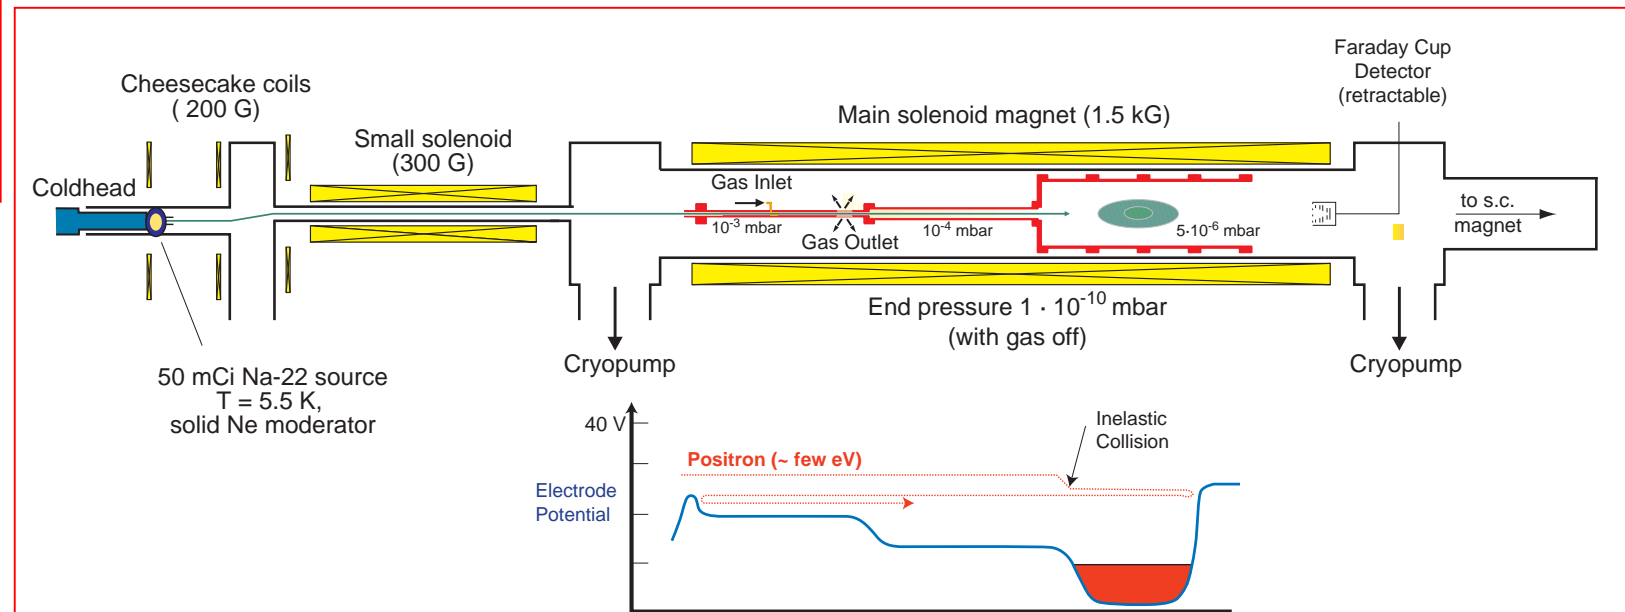 Cheesecake coils
( 200 G)
Small solenoid
(300 G)
Main solenoid magnet (1.5 kG)
Faraday Cup
Detector
(retractable)
Coldhead
Gas Inlet
10-3 mbar
Gas Outlet
10-4 mbar
5·10-6 mbar
to s.c.
magnet
End pressure 1 · 10-10 mbar
(with gas off)
Cryopump
Cryopump
50 mCi Na-22 source
T = 5.5 K,
solid Ne moderator
40 V
Inelastic
Collision
Positron (~ few eV)
Electrode
Potential